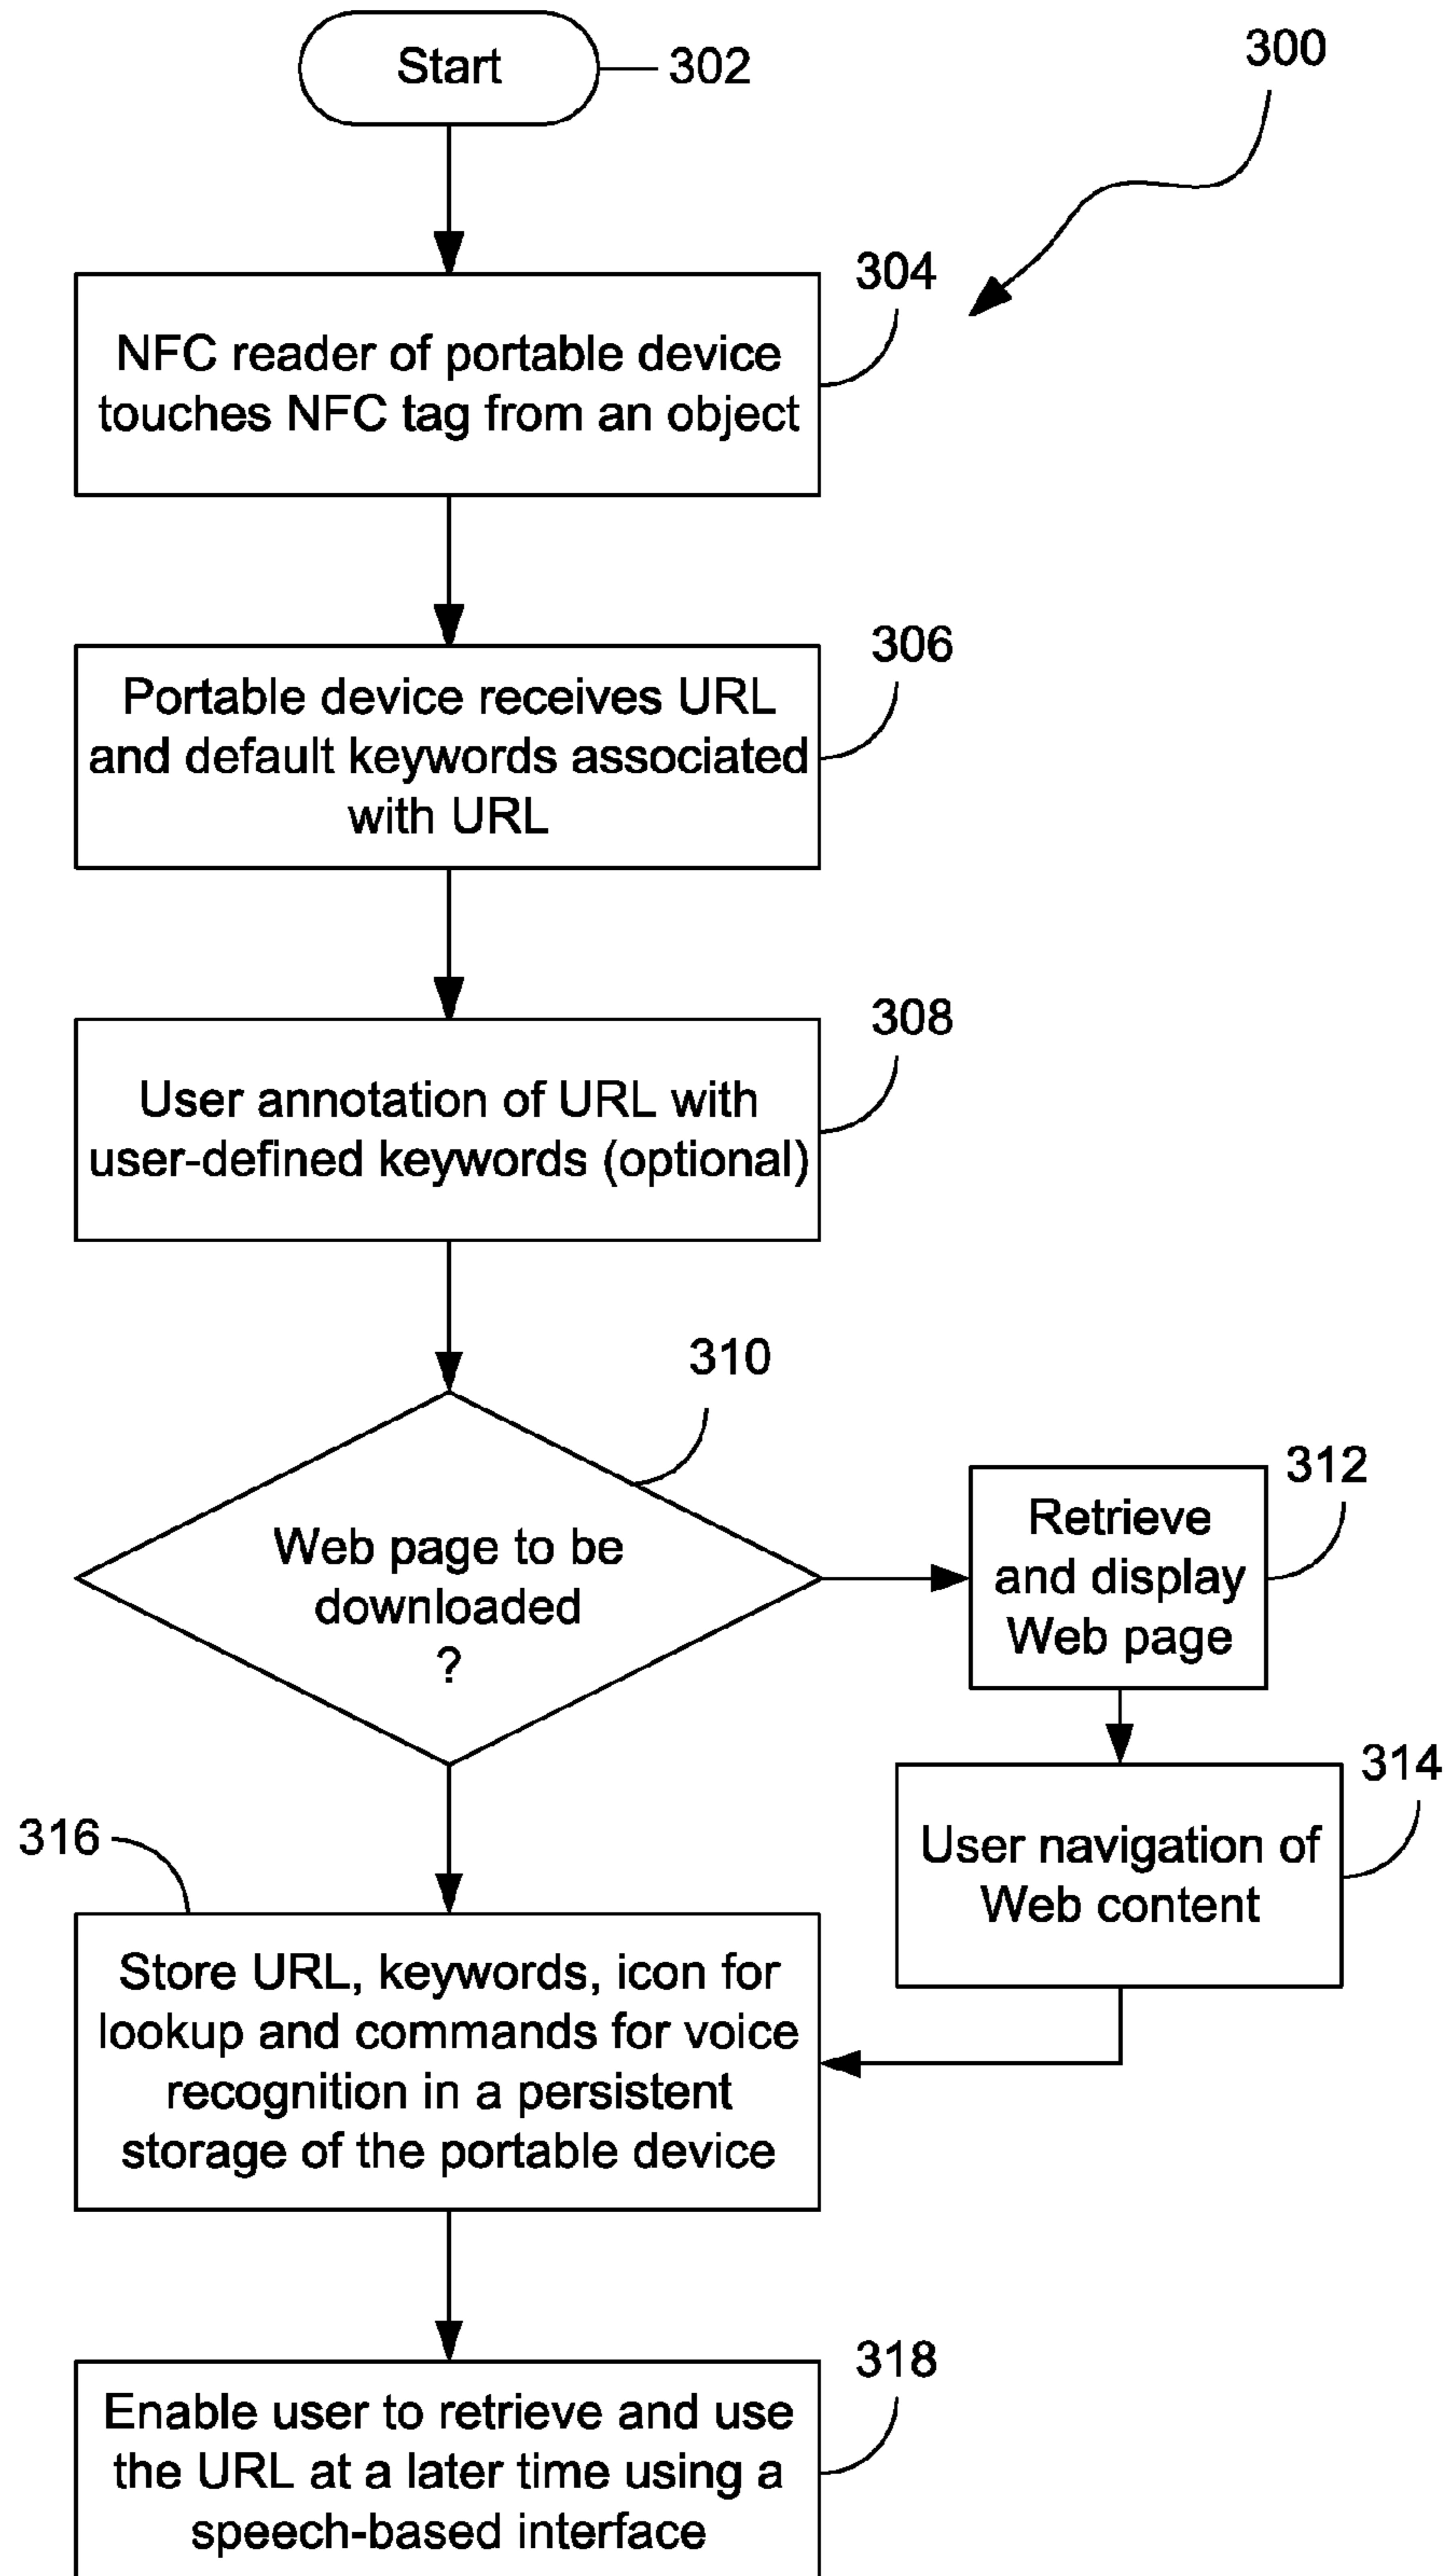 Start
302
300
304
NFC reader of portable device
touches NFC tag from an object
306
Portable device receives URL
and default keywords associated
with URL
308
User annotation of URL with
user-defined keywords (optional)
310
Web page to be
downloaded
?
312
Retrieve
and display
Web page
314
User navigation of
Web content
316
Store URL, keywords, icon for
lookup and commands for voice
recognition in a persistent
storage of the portable device
318
Enable user to retrieve and use
the URL at a later time using a
speech-based interface